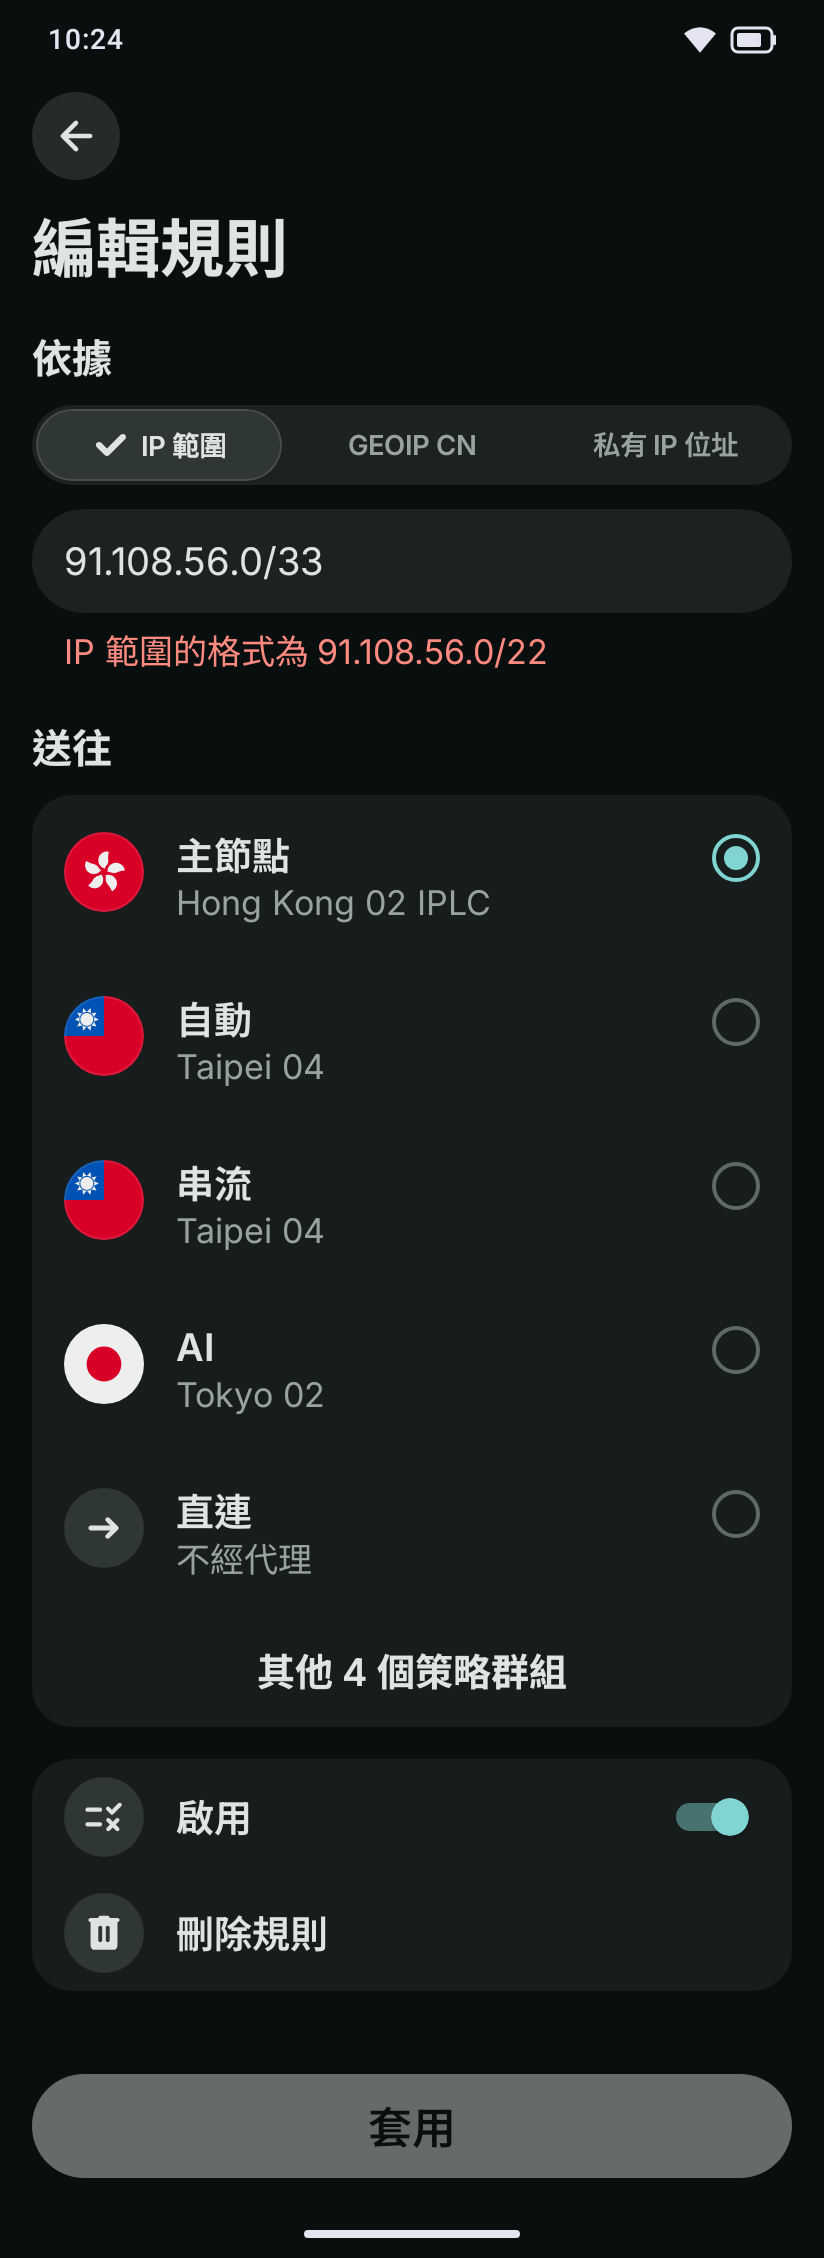 10:24
編輯規則
依據
IP 範圍
GEOIP CN
私有 IP 位址
91.108.56.0/33
IP 範圍的格式為 91.108.56.0/22
送往
主節點
Hong Kong 02 IPLC
自動
Taipei 04
串流
Taipei 04
AI
Tokyo 02
直連
不經代理
其他 4 個策略群組
啟用
刪除規則
套用